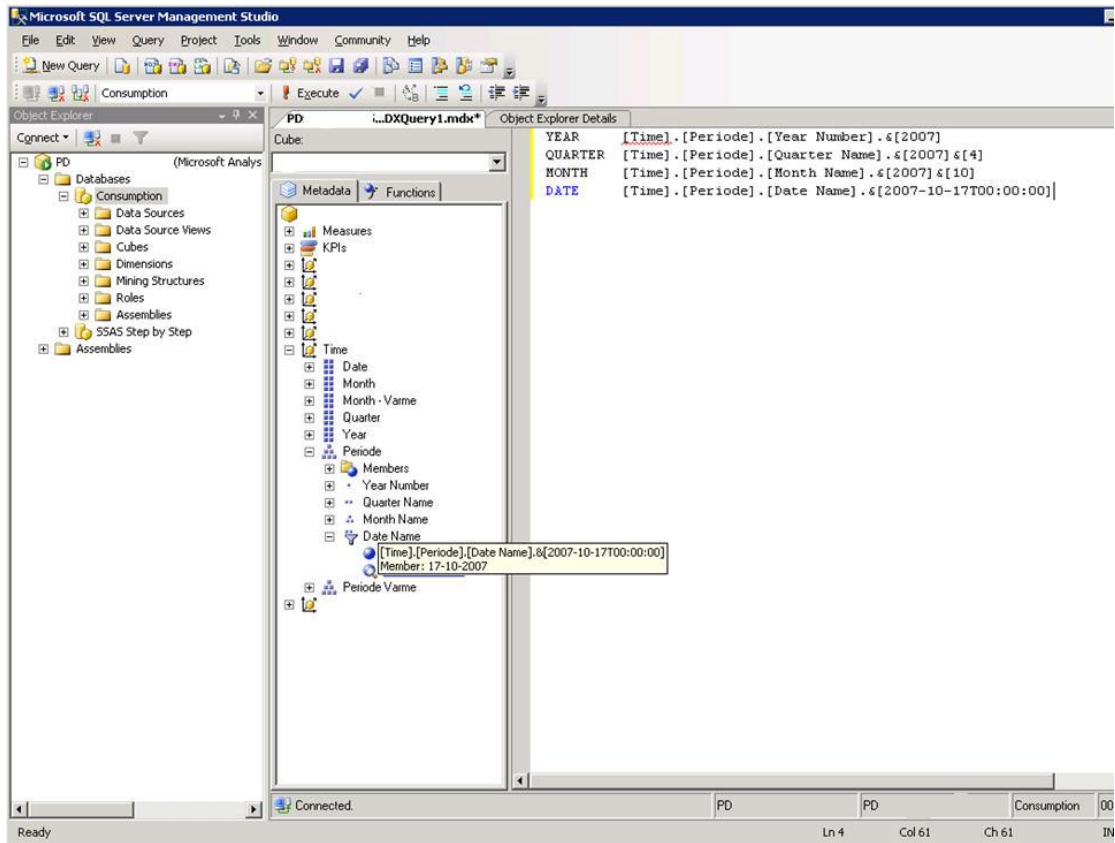 Microsoft SQL Server Management Studio
File Edit View Query Project Tools Window Community Help
New Query
Consumption Execute
Object Explorer
Connect
PD (Microsoft Analys
Databases
Consumption
Data Sources
Data Source Views
Cubes
Dimensions
Mining Structures
Roles
Assemblies
SSAS Step by Step
Assemblies
PD i...DXQuery1.mdx* Object Explorer Details
Cube:
Metadata Functions
Measures
KPIs
Time
Date
Month
Month - Varme
Quarter
Year
Periode
Members
Year Number
Quarter Name
Month Name
Date Name
[Time].[Periode].[Date Name].&[2007-10-17T00:00:00]
Member: 17-10-2007
Periode Varme
YEAR [Time].[Periode].[Year Number].&[2007]
QUARTER [Time].[Periode].[Quarter Name].&[2007]&[4]
MONTH [Time].[Periode].[Month Name].&[2007]&[10]
DATE [Time].[Periode].[Date Name].&[2007-10-17T00:00:00]
Connected. PD PD Consumption 00
Ready Ln 4 Col 61 Ch 61 IN